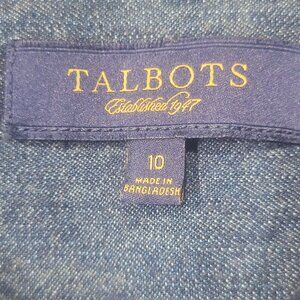 TALBOTS
Established 1947
10
MADE IN
BANGLADESH